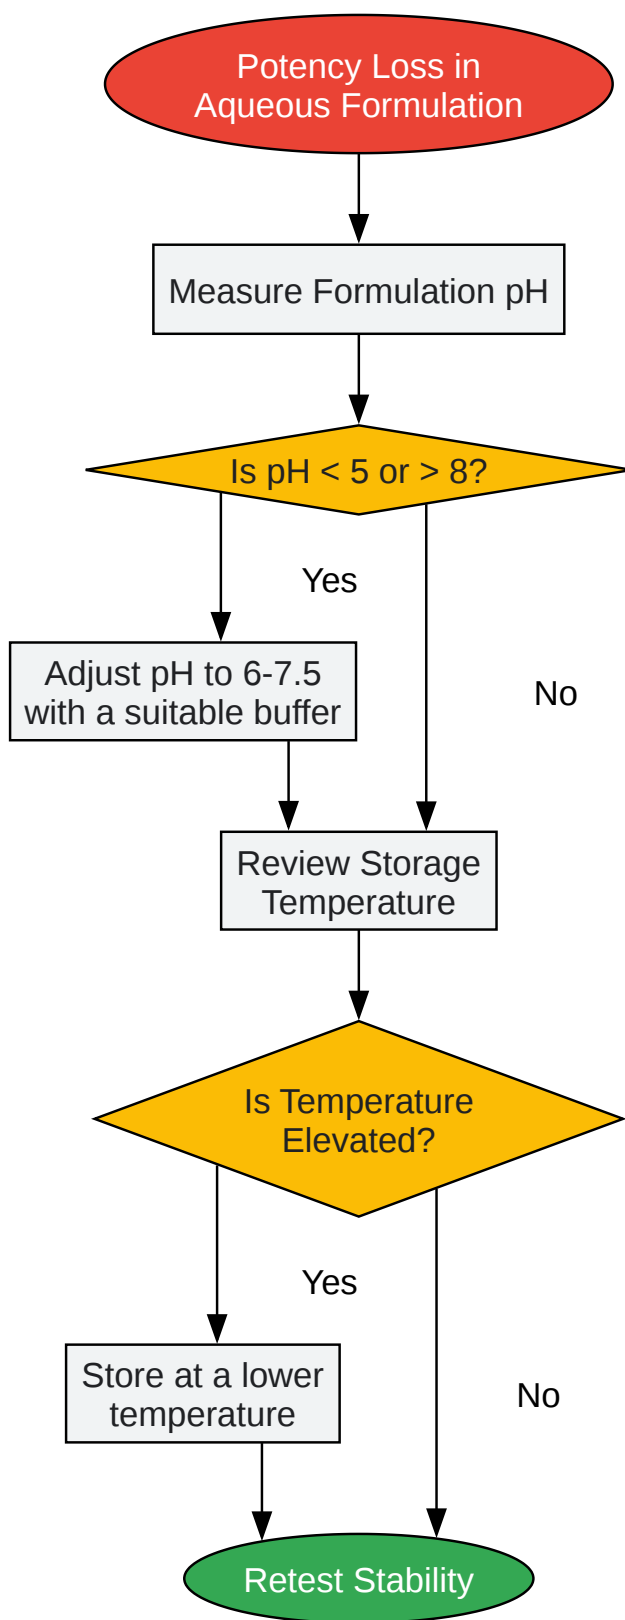 Potency Loss in
Aqueous Formulation
Measure Formulation pH
Is pH < 5 or > 8?
Yes
Adjust pH to 6-7.5
with a suitable buffer
No
Review Storage
Temperature
Is Temperature
Elevated?
Yes
Store at a lower
temperature
No
Retest Stability